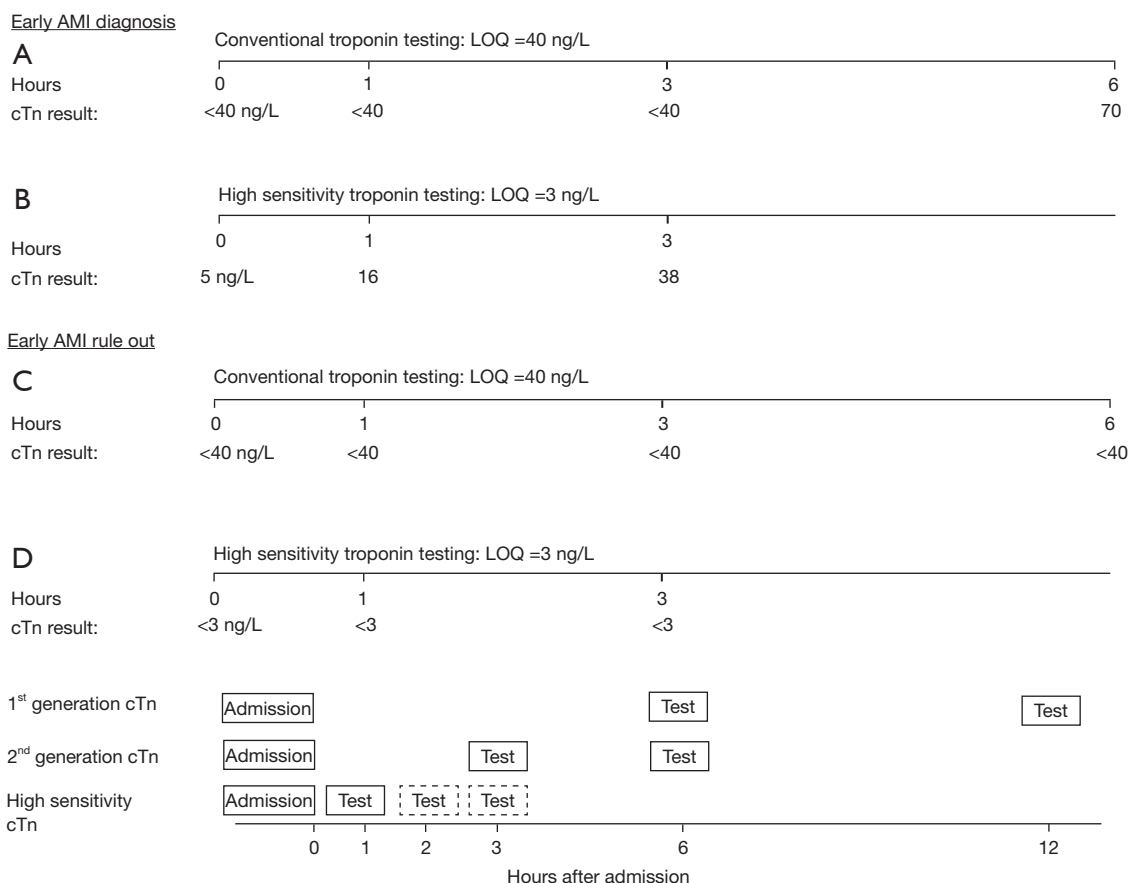 Early AMI diagnosis
A
Conventional troponin testing: LOQ =40 ng/L
Hours 0 1 3 6
cTn result: <40 ng/L <40 <40 70
B
High sensitivity troponin testing: LOQ =3 ng/L
Hours 0 1 3
cTn result: 5 ng/L 16 38
Early AMI rule out
C
Conventional troponin testing: LOQ =40 ng/L
Hours 0 1 3 6
cTn result: <40 ng/L <40 <40 <40
D
High sensitivity troponin testing: LOQ =3 ng/L
Hours 0 1 3
cTn result: <3 ng/L <3 <3
1st generation cTn Admission Test Test
2nd generation cTn Admission Test Test
High sensitivity
cTn
Admission Test Test Test
0 1 2 3 6 12
Hours after admission